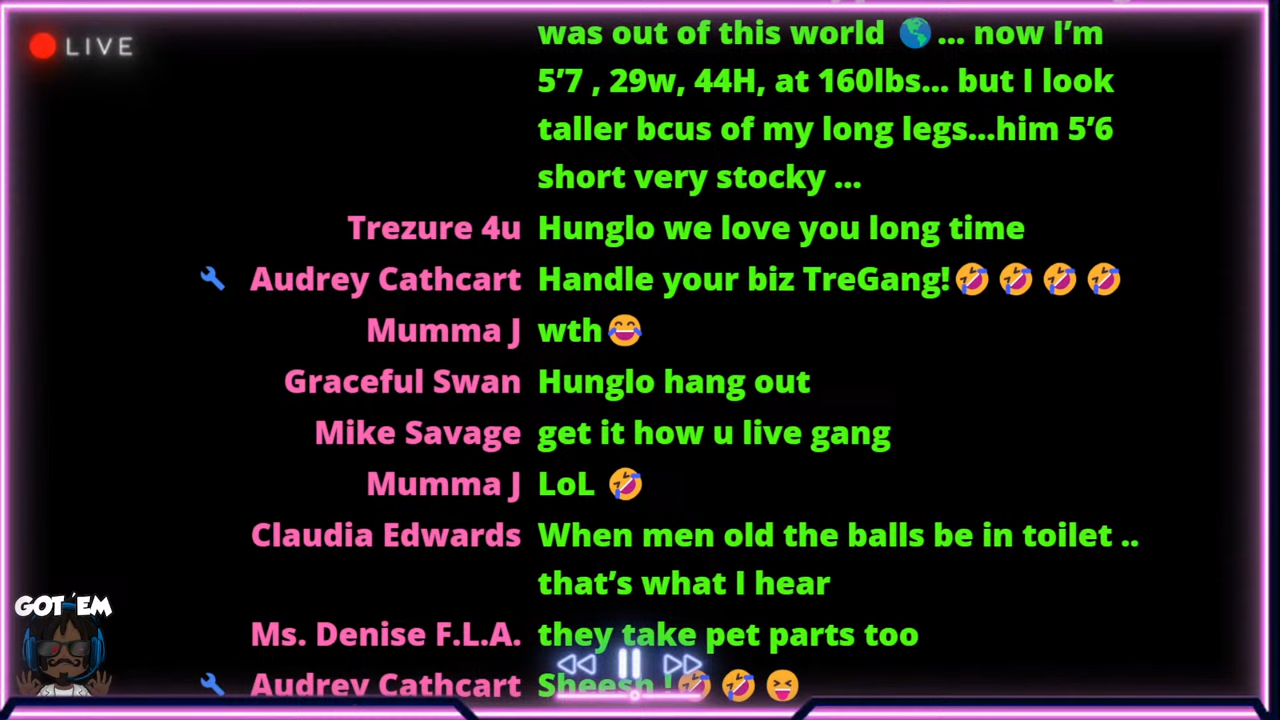 LIVE
was out of this world 🌎 ... now I’m
5’7 , 29w, 44H, at 160lbs... but I look
taller bcus of my long legs...him 5’6
short very stocky ...
Trezure 4u Hunglo we love you long time
Audrey Cathcart Handle your biz TreGang!🤣🤣🤣🤣
Mumma J wth😂
Graceful Swan Hunglo hang out
Mike Savage get it how u live gang
Mumma J LoL 🤣
Claudia Edwards When men old the balls be in toilet ..
that’s what I hear
GOT 'EM
Ms. Denise F.L.A. they take pet parts too
Audrey Cathcart Sheesh !🤣🤣😝